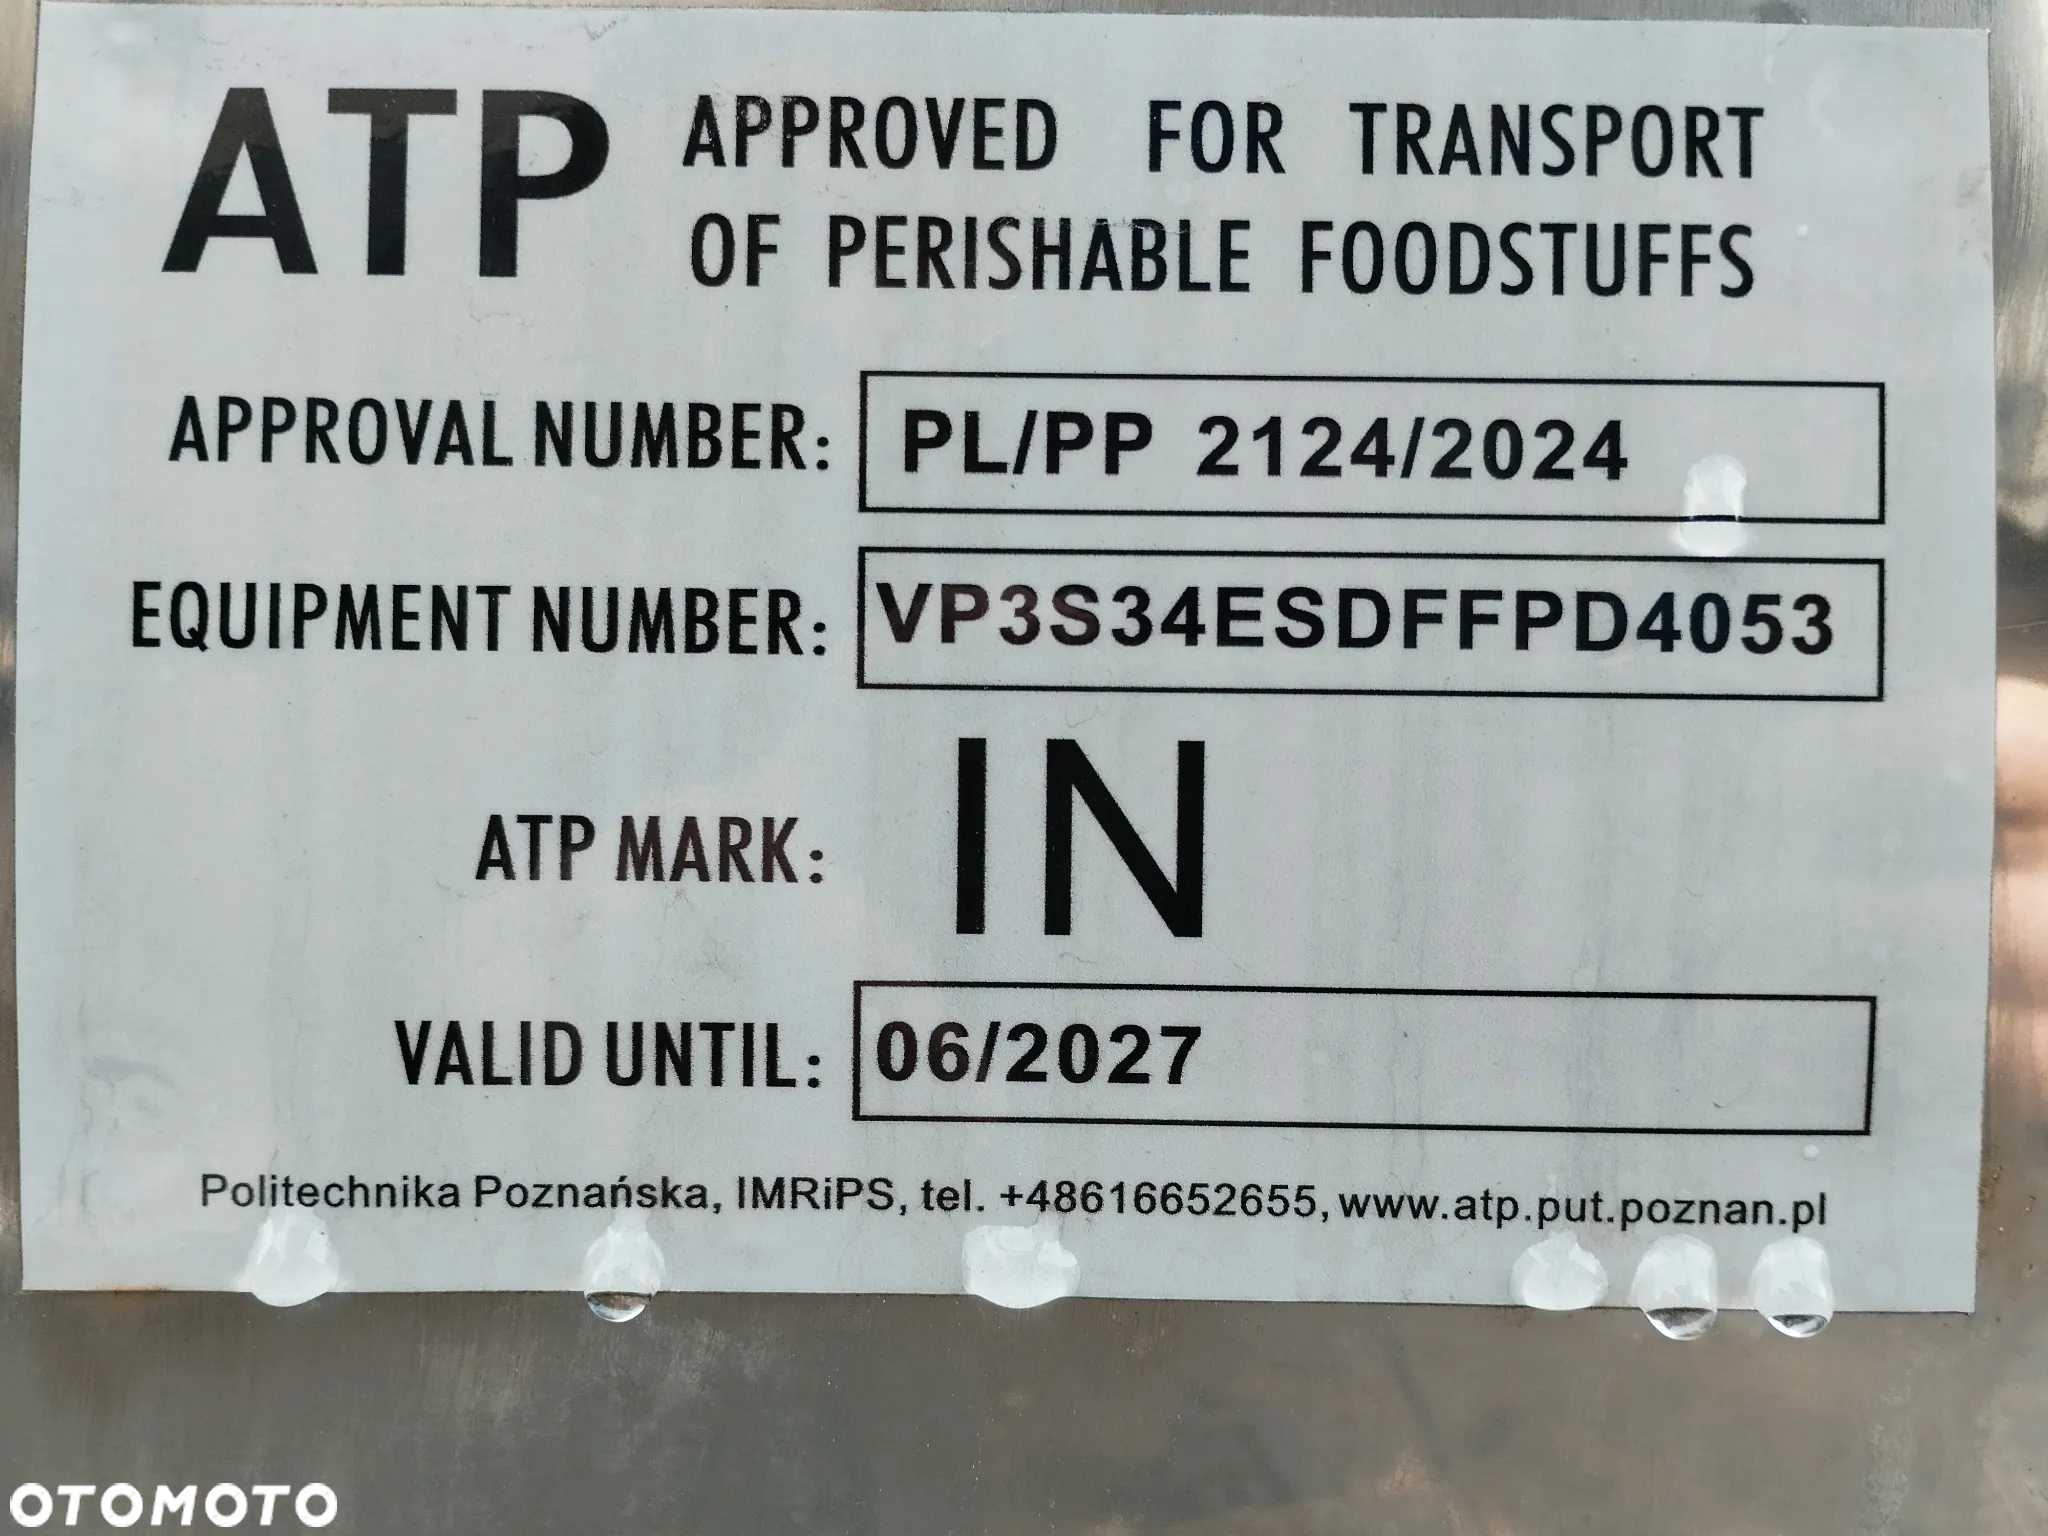 ATP APPROVED FOR TRANSPORT
OF PERISHABLE FOODSTUFFS
APPROVAL NUMBER: PL/PP 2124/2024
EQUIPMENT NUMBER: VP3S34ESDFFPD4053
ATP MARK: IN
VALID UNTIL: 06/2027
Politechnika Poznańska, IMRiPS, tel. +48616652655, www.atp.put.poznan.pl
OTOMOTO